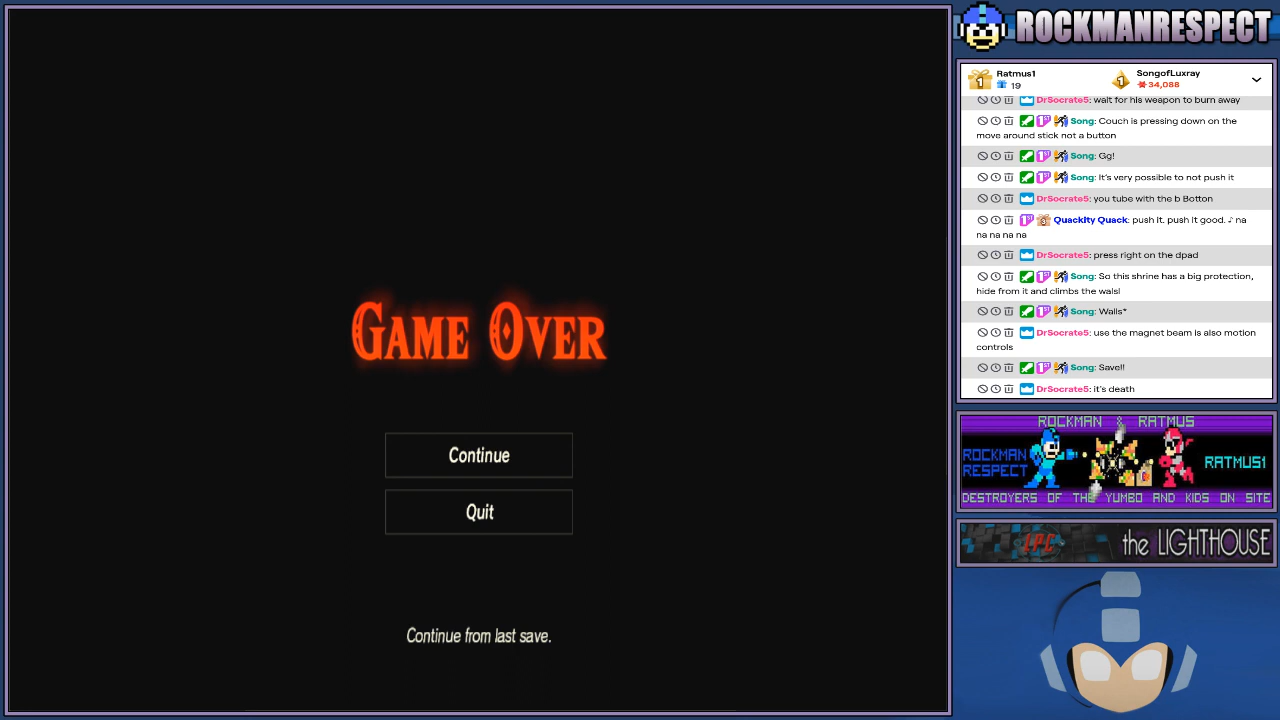 GAME OVER
Continue
Quit
Continue from last save.
ROCKMANRESPECT
Ratmus1
19
SongofLuxray
34,088
DrSocrate5: wait for his weapon to burn away
Song: Couch is pressing down on the
move around stick not a button
Song: Gg!
Song: It's very possible to not push it
DrSocrate5: you tube with the b Botton
Quackity Quack: push it. push it good. ♪ na
na na na na
DrSocrate5: press right on the dpad
Song: So this shrine has a big protection,
hide from it and climbs the wals!
Song: Walls*
DrSocrate5: use the magnet beam is also motion
controls
Song: Save!!
DrSocrate5: it's death
ROCKMAN & RATMUS
ROCKMAN
RESPECT
RATMUS1
DESTROYERS OF THE YUMBO AND KIDS ON SITE
LPC
the LIGHTHOUSE